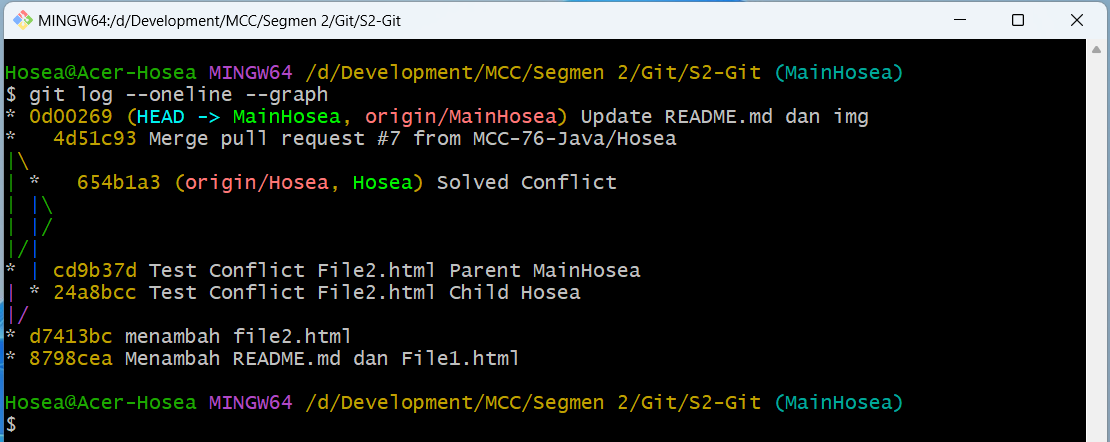 MINGW64:/d/Development/MCC/Segmen 2/Git/S2-Git
Hosea@Acer-Hosea MINGW64 /d/Development/MCC/Segmen 2/Git/S2-Git (MainHosea)
$ git log --oneline --graph
* 0d00269 (HEAD -> MainHosea, origin/MainHosea) Update README.md dan img
*   4d51c93 Merge pull request #7 from MCC-76-Java/Hosea
|\
| *   654b1a3 (origin/Hosea, Hosea) Solved Conflict
| |\
| |/
|/|
* | cd9b37d Test Conflict File2.html Parent MainHosea
| * 24a8bcc Test Conflict File2.html Child Hosea
|/
* d7413bc menambah file2.html
* 8798cea Menambah README.md dan File1.html
Hosea@Acer-Hosea MINGW64 /d/Development/MCC/Segmen 2/Git/S2-Git (MainHosea)
$